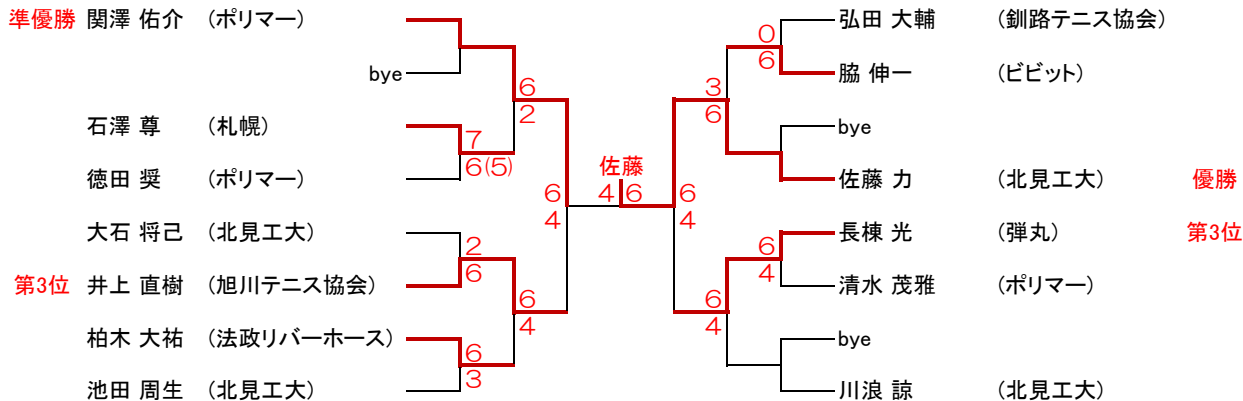 準優勝 関澤 佑介 (ポリマー)
bye
6
2
石澤 尊 (札幌)
7
6(5)
徳田 奨 (ポリマー)
6
4
大石 将己 (北見工大)
2
6
第3位 井上 直樹 (旭川テニス協会)
6
4
柏木 大祐 (法政リバーホース)
6
3
池田 周生 (北見工大)
佐藤
4 6
弘田 大輔 (釧路テニス協会)
0
6
脇 伸一 (ビビット)
3
6
bye
佐藤 力 (北見工大) 優勝
6
4
長棟 光 (弾丸) 第3位
6
4
清水 茂雅 (ポリマー)
6
4
bye
川浪 諒 (北見工大)